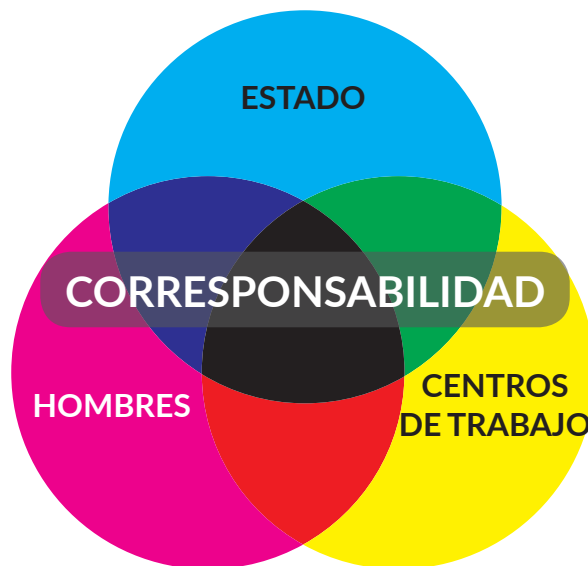 ESTADO
CORRESPONSABILIDAD
HOMBRES
CENTROS
DE TRABAJO